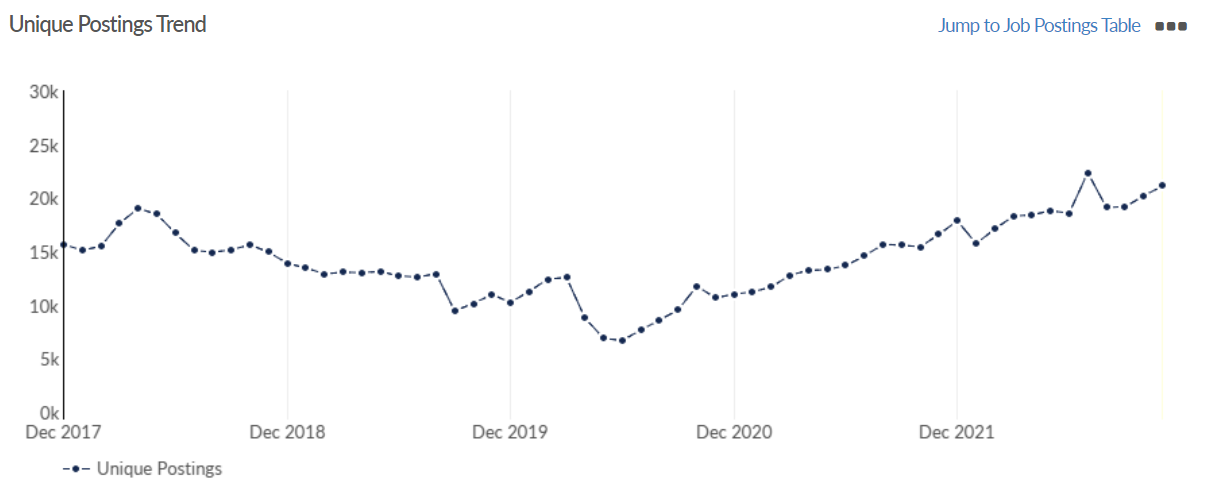 Unique Postings Trend
Jump to Job Postings Table
30k
25k
20k
15k
10k
5k
0k
Dec 2017 Dec 2018 Dec 2019 Dec 2020 Dec 2021
Unique Postings